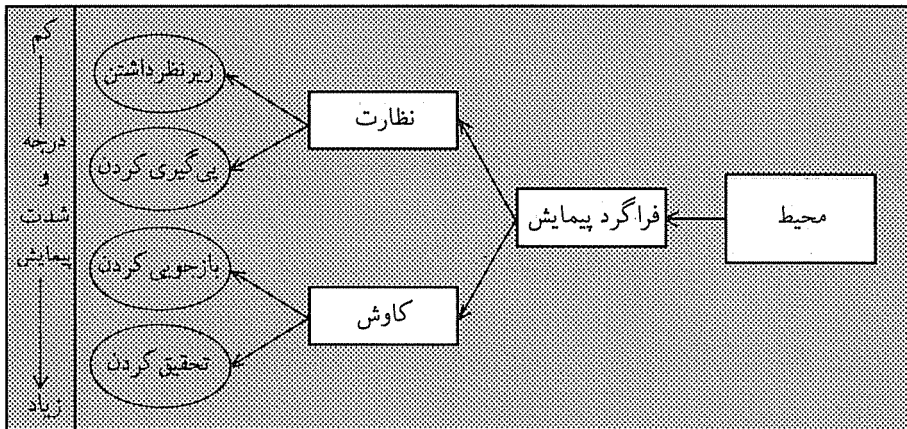 محیط
فراگرد پیمایش
نظارت
کاوش
زیرنظرداشتن
پی‌گیری کردن
بازجویی کردن
تحقیق کردن
کم
درجه
و
شدت
پیمایش
زیاد